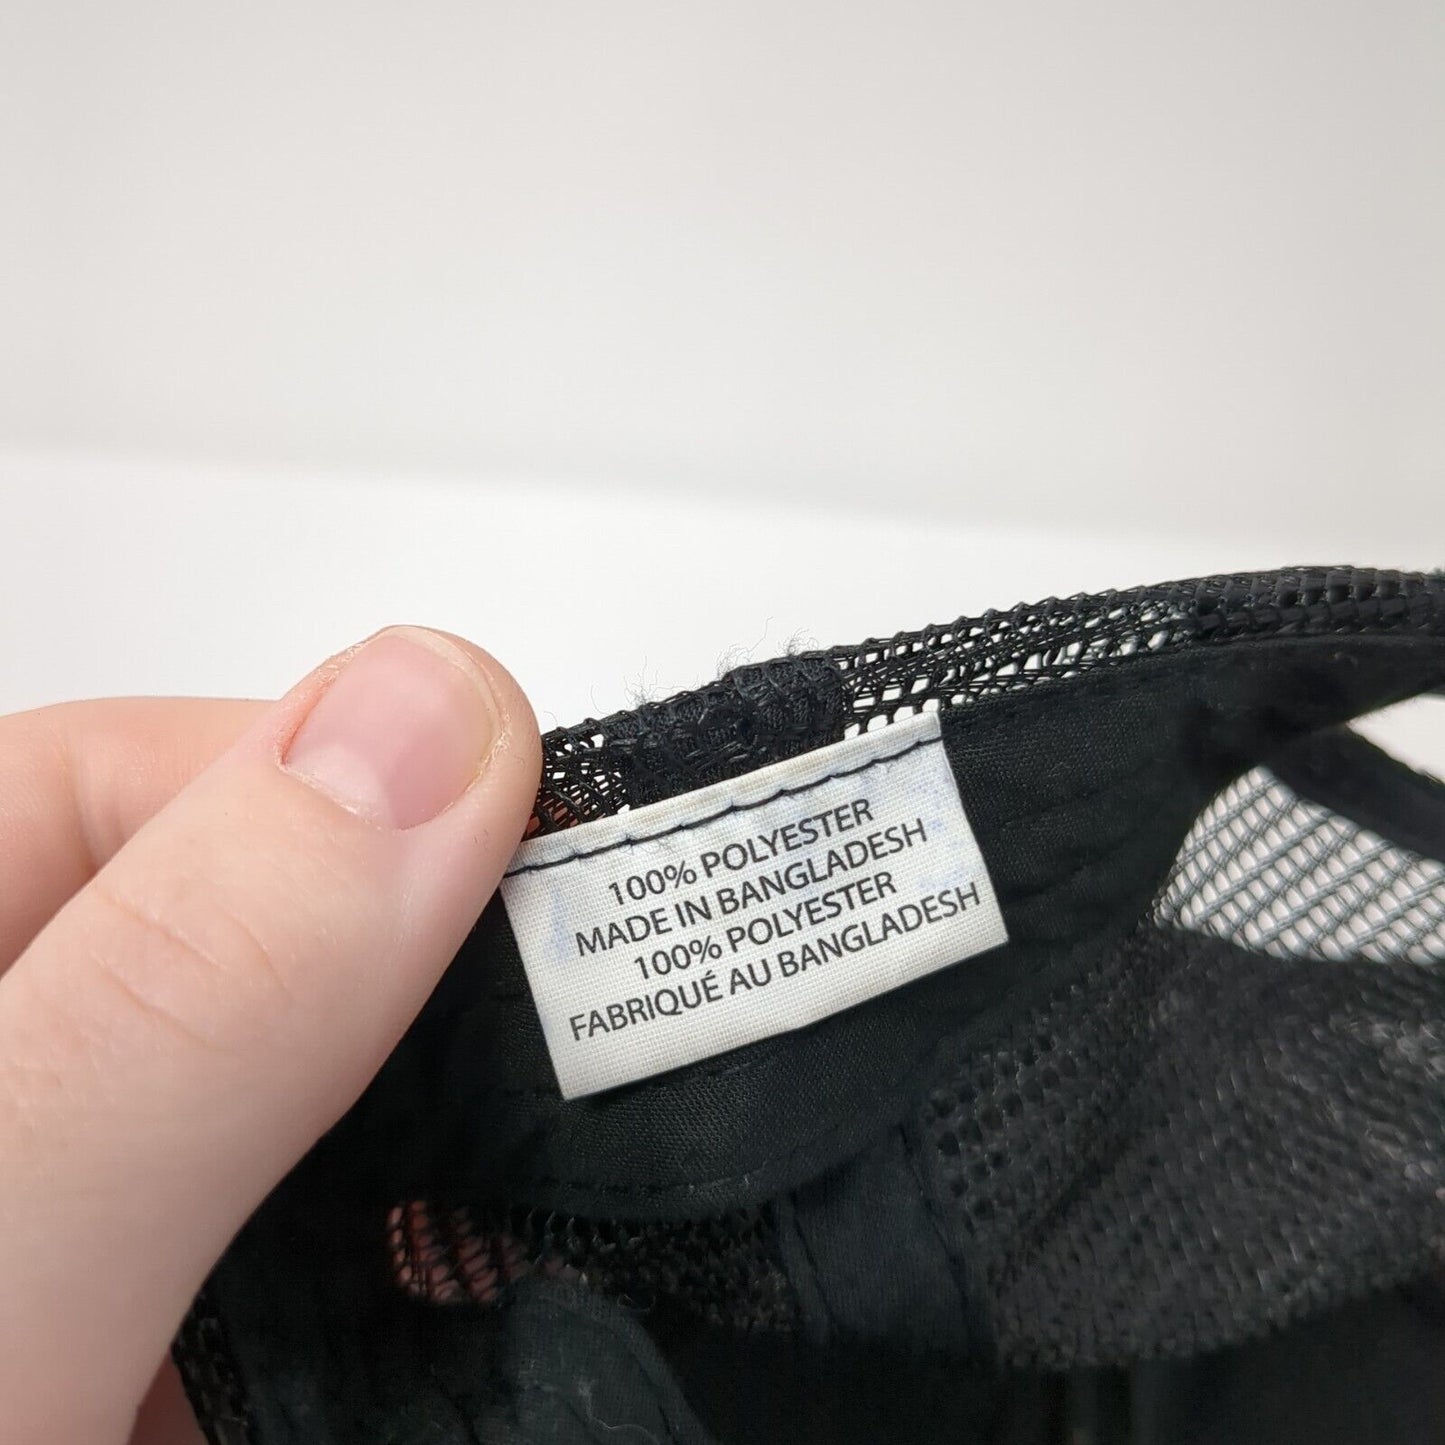 100% POLYESTER
MADE IN BANGLADESH
100% POLYESTER
FABRIQUÉ AU BANGLADESH